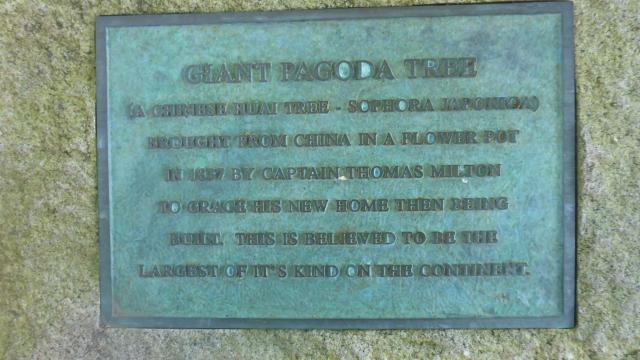 GIANT PAGODA TREE
(A CHINESE HUAI TREE - SOPHORA JAPONICA)
BROUGHT FROM CHINA IN A FLOWER POT
IN 1837 BY CAPTAIN THOMAS MILTON
TO GRACE HIS NEW HOME THEN BEING
BUILT. THIS IS BELIEVED TO BE THE
LARGEST OF IT'S KIND ON THE CONTINENT.